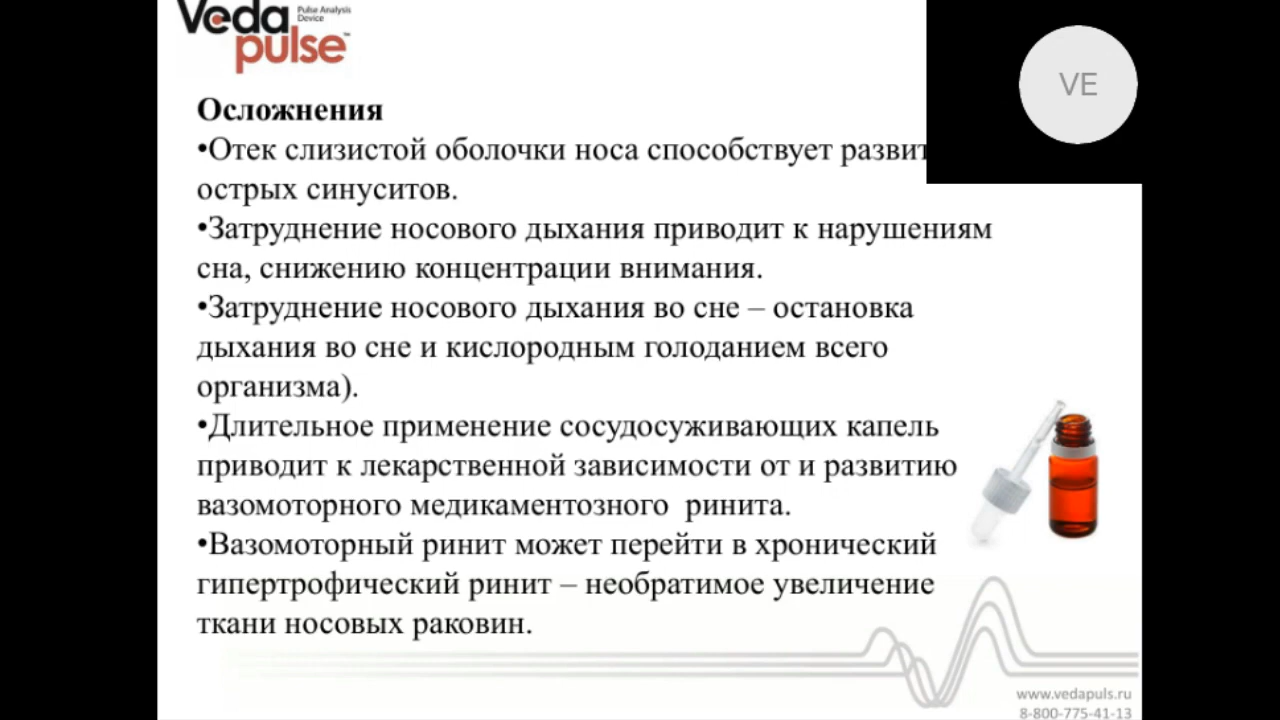 Veda
Pulse Analysis
Device
pulse™
VE
Осложнения
•Отек слизистой оболочки носа способствует
острых синуситов.
•Затруднение носового дыхания приводит к нарушениям
сна, снижению концентрации внимания.
•Затруднение носового дыхания во сне – остановка
дыхания во сне и кислородным голоданием всего
организма).
•Длительное применение сосудосуживающих капель
приводит к лекарственной зависимости от и развитию
вазомоторного медикаментозного  ринита.
•Вазомоторный ринит может перейти в хронический
гипертрофический ринит – необратимое увеличение
ткани носовых раковин.
www.vedapuls.ru
8-800-775-41-13